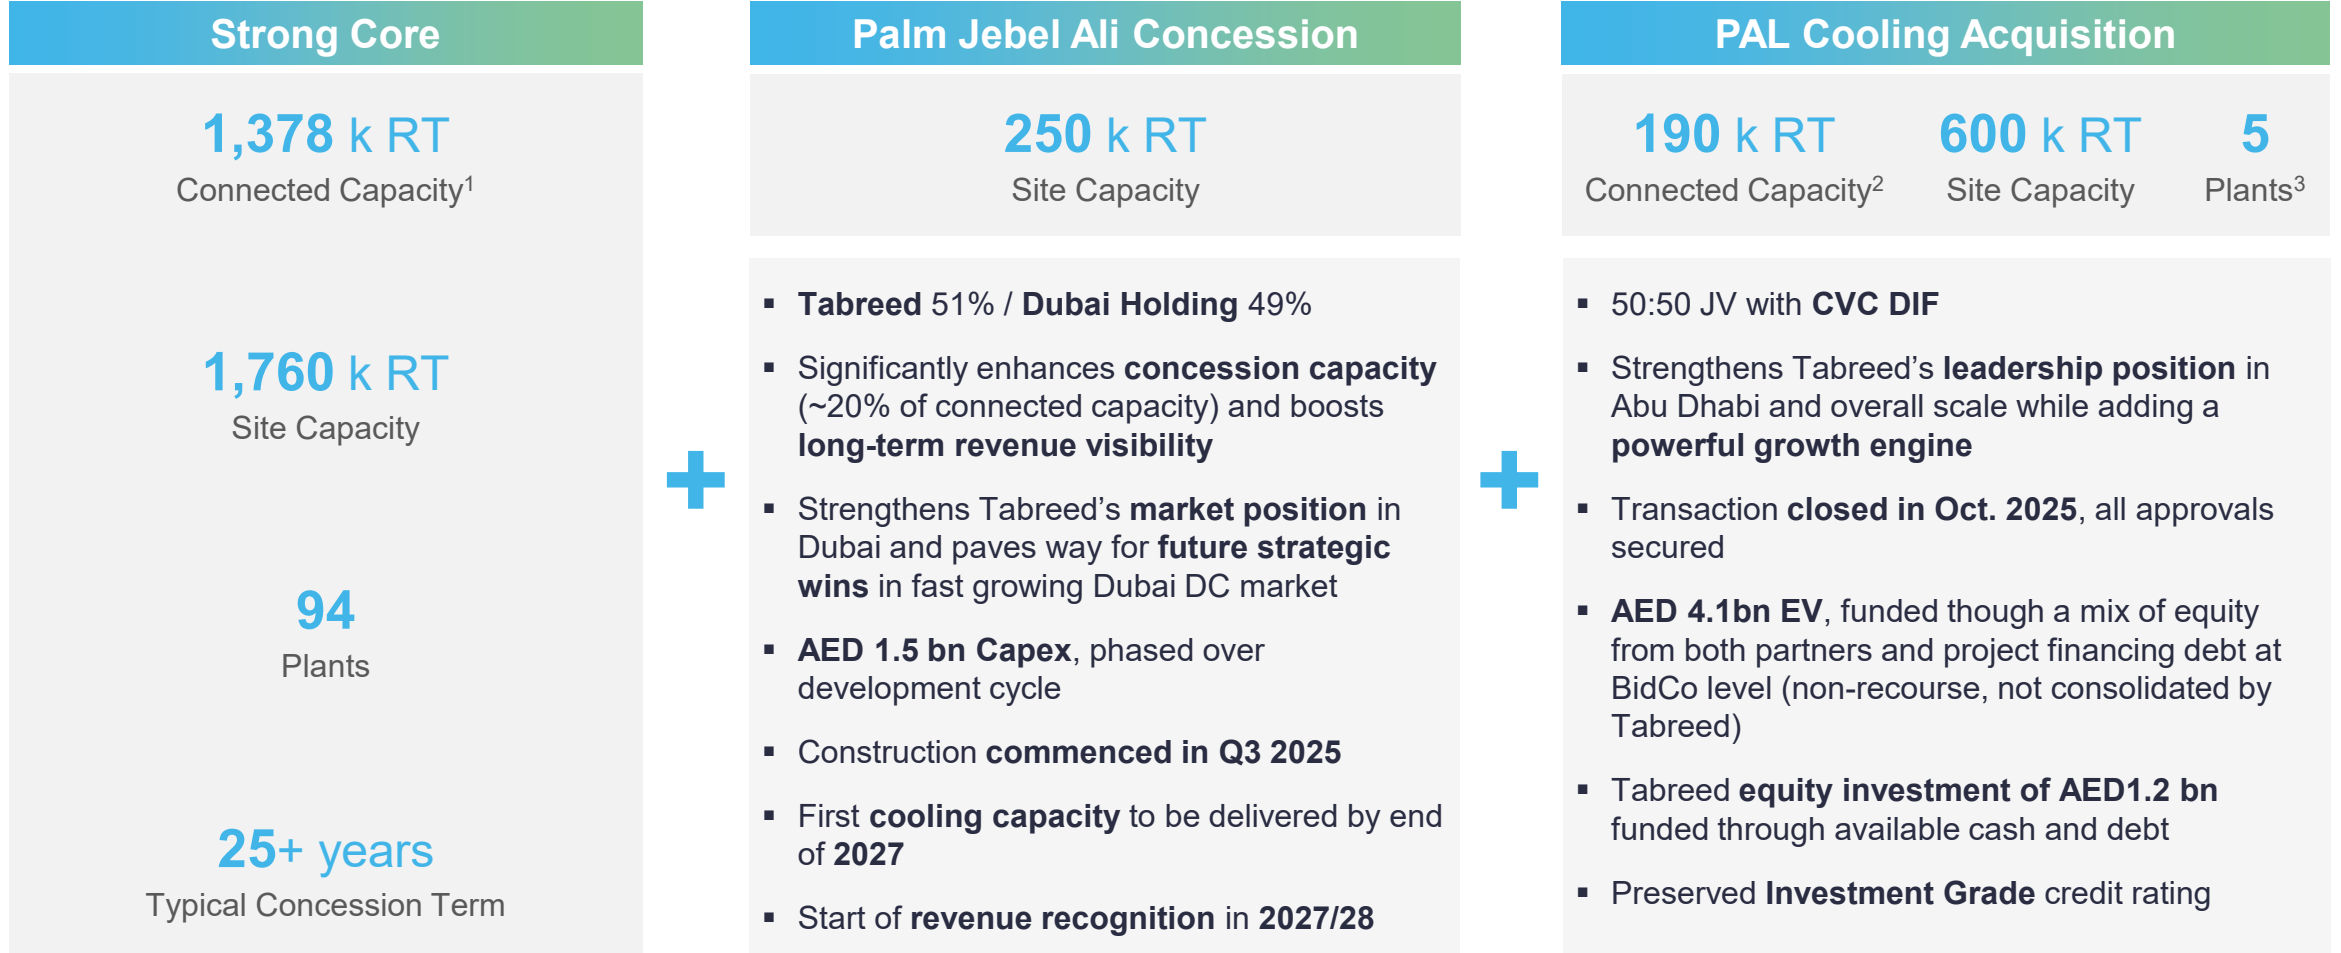 Strong Core
1,378 k RT
Connected Capacity1
1,760 k RT
Site Capacity
94
Plants
25+ years
Typical Concession Term
Palm Jebel Ali Concession
250 k RT
Site Capacity
▪ Tabreed 51% / Dubai Holding 49%
▪ Significantly enhances concession capacity
(~20% of connected capacity) and boosts
long-term revenue visibility
▪ Strengthens Tabreed’s market position in
Dubai and paves way for future strategic
wins in fast growing Dubai DC market
▪ AED 1.5 bn Capex, phased over
development cycle
▪ Construction commenced in Q3 2025
▪ First cooling capacity to be delivered by end
of 2027
▪ Start of revenue recognition in 2027/28
PAL Cooling Acquisition
190 k RT
Connected Capacity2
600 k RT
Site Capacity
5
Plants3
▪ 50:50 JV with CVC DIF
▪ Strengthens Tabreed’s leadership position in
Abu Dhabi and overall scale while adding a
powerful growth engine
▪ Transaction closed in Oct. 2025, all approvals
secured
▪ AED 4.1bn EV, funded though a mix of equity
from both partners and project financing debt at
BidCo level (non-recourse, not consolidated by
Tabreed)
▪ Tabreed equity investment of AED1.2 bn
funded through available cash and debt
▪ Preserved Investment Grade credit rating